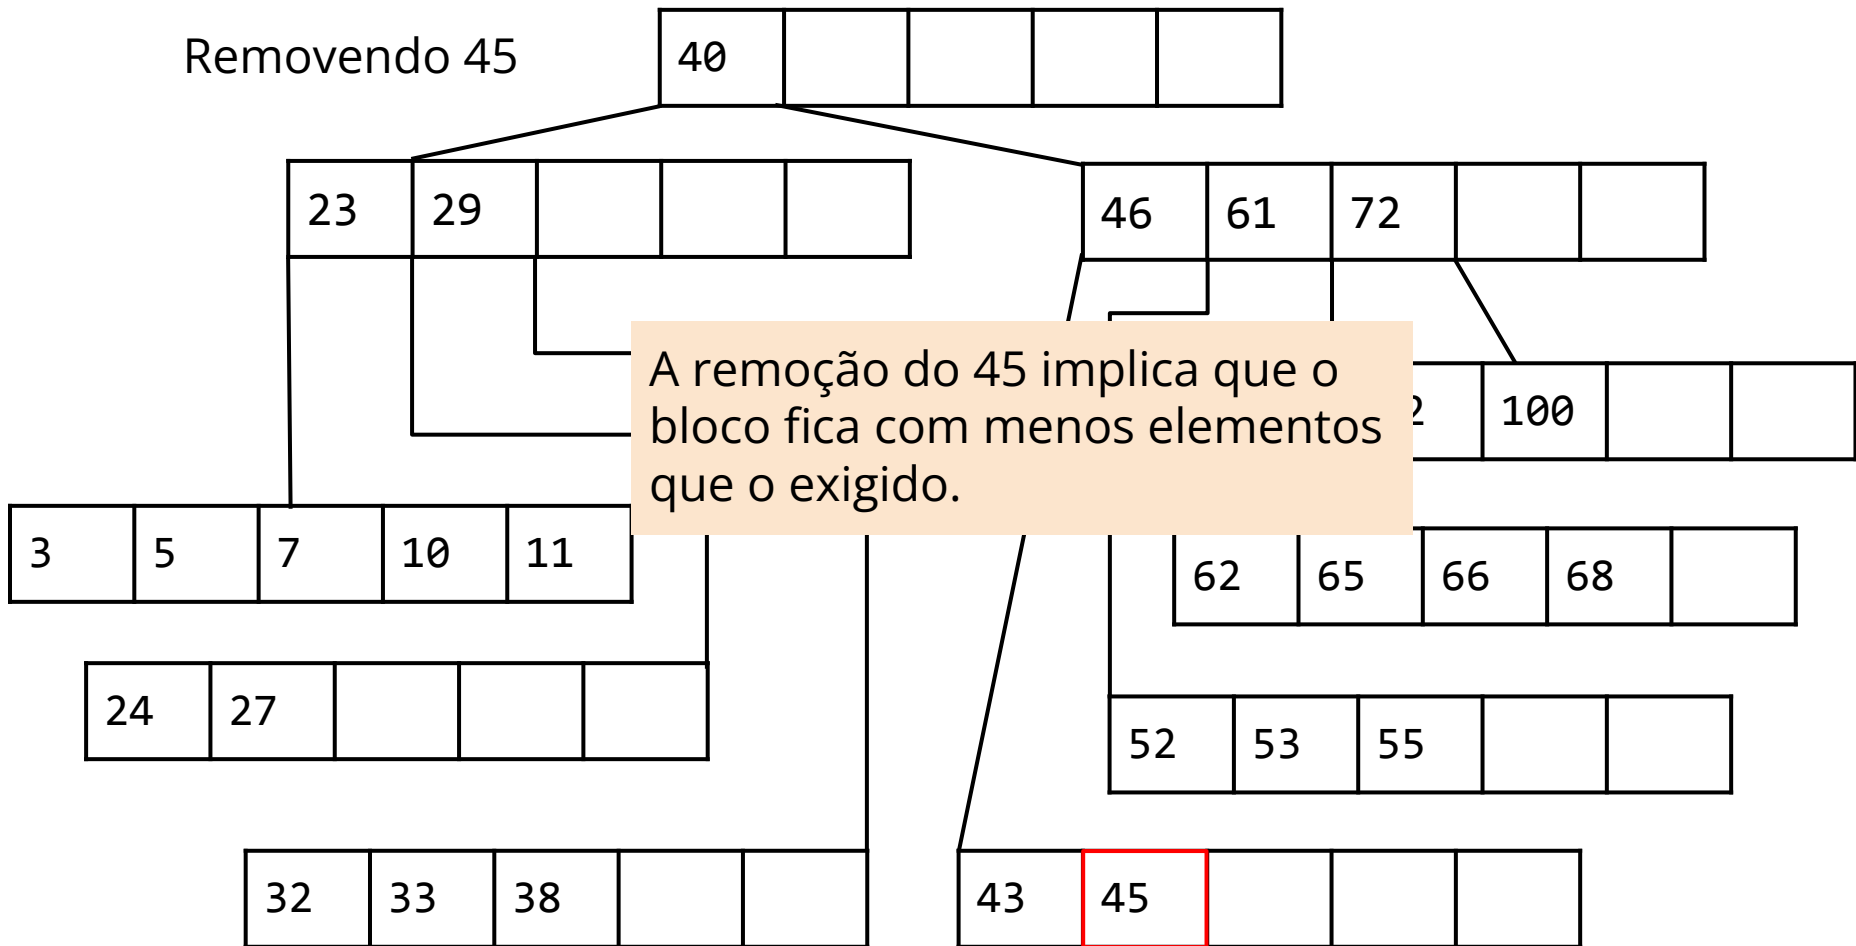 Removendo 45
40
23 29
46 61 72
A remoção do 45 implica que o
bloco fica com menos elementos
que o exigido.
100
3 5 7 10 11
62 65 66 68
24 27
52 53 55
32 33 38
43 45